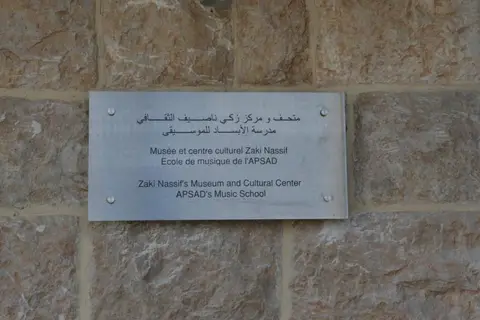 متحف و مركز زكي ناصيف الثقافي
مدرسة الأبساد للموسيقى
Musée et centre culturel Zaki Nassif
Ecole de musique de l'APSAD
Zaki Nassif's Museum and Cultural Center
APSAD's Music School